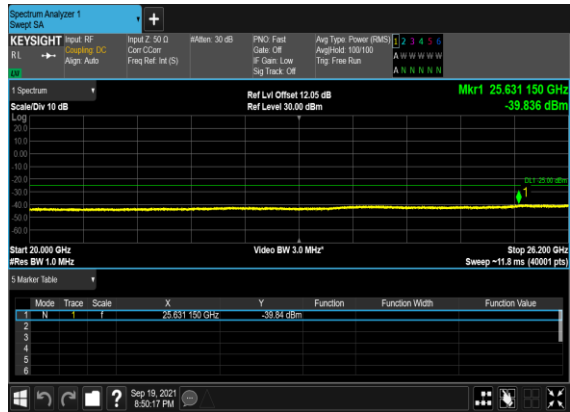 Spectrum Analyzer 1
Swept SA
+
KEYSIGHT Input: RF Input Z: 50 Ω #Atten: 30 dB PNO: Fast Avg Type: Power (RMS) 1 2 3 4 5 6
RL Coupling: DC Corr CCorr Gate: Off Avg|Hold: 100/100 A W W W W W
Align: Auto Freq Ref: Int (S) IF Gain: Low Trig: Free Run
Sig Track: Off A N N N N N
LW
1 Spectrum Ref Lvl Offset 12.05 dB Mkr1 25.631 150 GHz
Scale/Div 10 dB Ref Level 30.00 dBm -39.836 dBm
Log
20.0
10.0
0.00
-10.0
-20.0
DL1 -25.00 dBm
-30.0 1
-40.0
-50.0
-60.0
Start 20.000 GHz Video BW 3.0 MHz* Stop 26.200 GHz
#Res BW 1.0 MHz Sweep ~11.8 ms (40001 pts)
5 Marker Table
Mode Trace Scale X Y Function Function Width Function Value
1 N 1 f 25.631 150 GHz -39.84 dBm
2
3
4
5
6
? Sep 19, 2021
8:50:17 PM